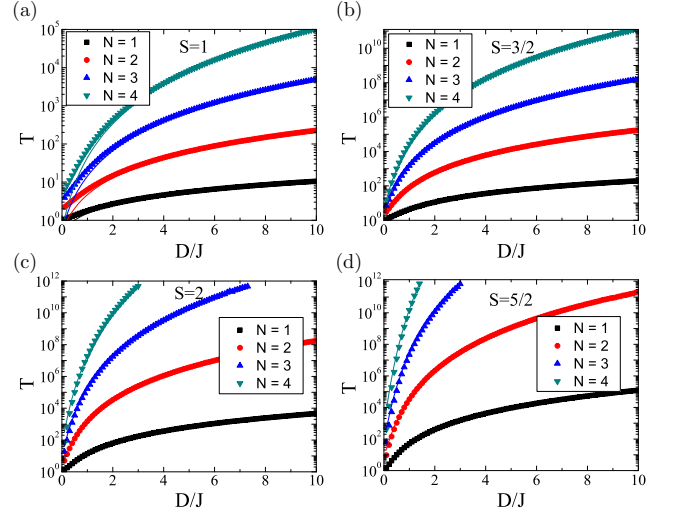 (a)
S=1
N = 1
N = 2
N = 3
N = 4
T
10^5
10^4
10^3
10^2
10^1
10^0
0 2 4 6 8 10
D/J
(b)
S=3/2
N = 1
N = 2
N = 3
N = 4
T
10^10
10^8
10^6
10^4
10^2
10^0
0 2 4 6 8 10
D/J
(c)
S=2
N = 1
N = 2
N = 3
N = 4
T
10^12
10^10
10^8
10^6
10^4
10^2
10^0
0 2 4 6 8 10
D/J
(d)
S=5/2
N = 1
N = 2
N = 3
N = 4
T
10^12
10^10
10^8
10^6
10^4
10^2
10^0
0 2 4 6 8 10
D/J